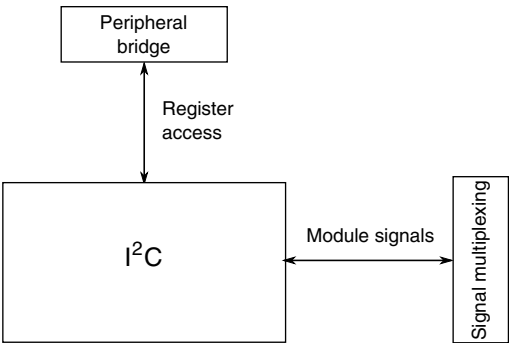 Peripheral
bridge
Register
access
I²C
Module signals
Signal multiplexing